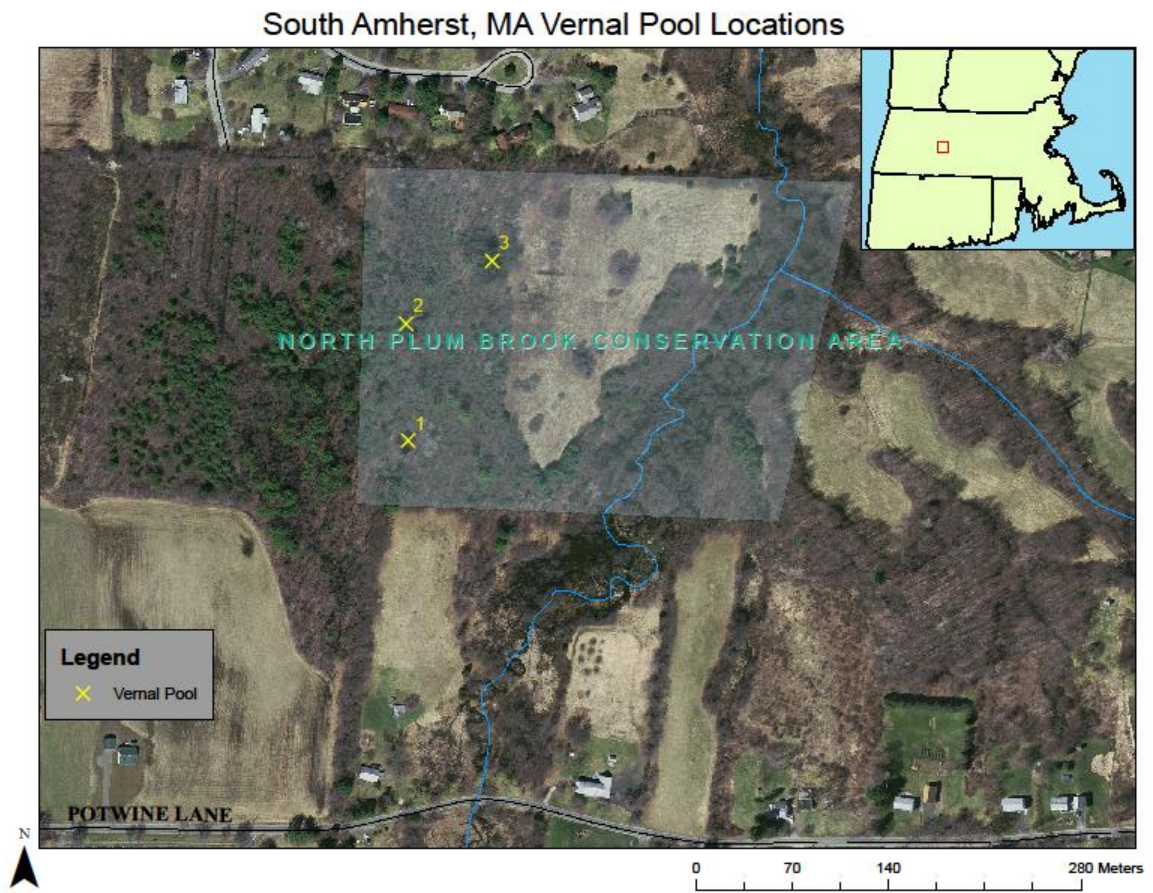 South Amherst, MA Vernal Pool Locations
3
2
NORTH PLUM BROOK CONSERVATION AREA
1
Legend
Vernal Pool
POTWINE LANE
N
0 70 140 280 Meters